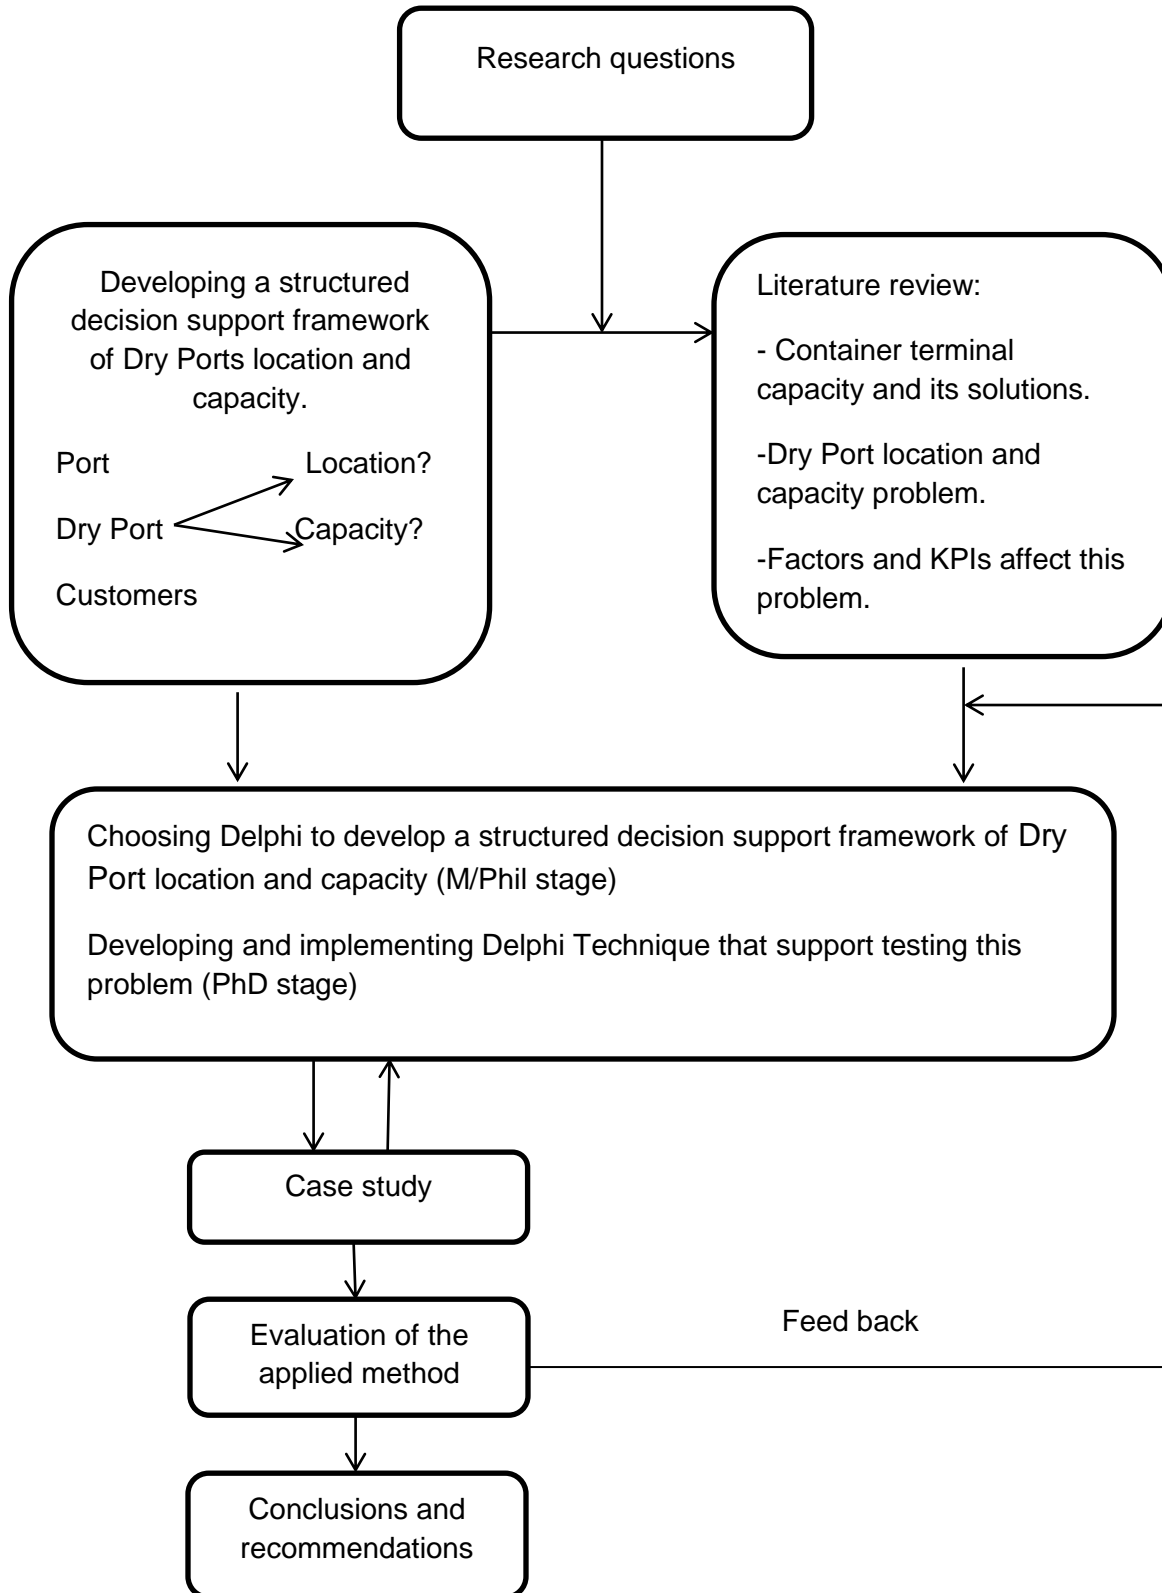 Research questions
Developing a structured
decision support framework
of Dry Ports location and
capacity.
Port
Location?
Dry Port
Capacity?
Customers
Literature review:
- Container terminal
capacity and its solutions.
-Dry Port location and
capacity problem.
-Factors and KPIs affect this
problem.
Choosing Delphi to develop a structured decision support framework of Dry
Port location and capacity (M/Phil stage)
Developing and implementing Delphi Technique that support testing this
problem (PhD stage)
Case study
Evaluation of the
applied method
Feed back
Conclusions and
recommendations